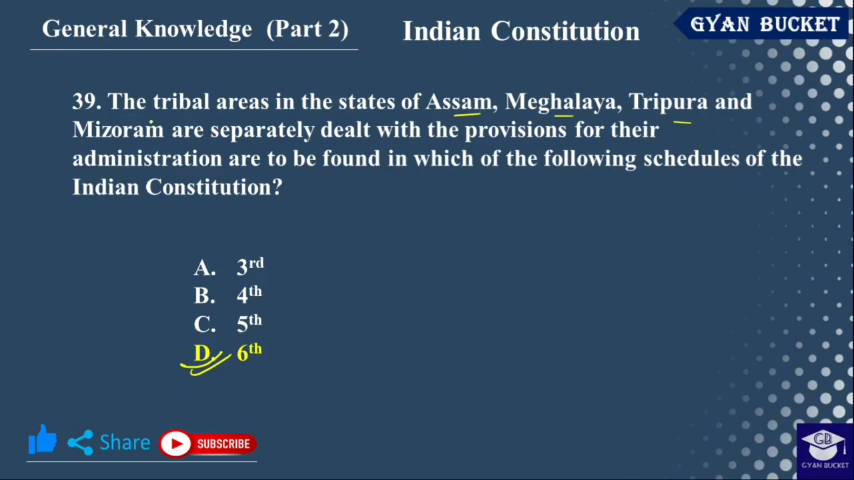 General Knowledge (Part 2)
Indian Constitution
GYAN BUCKET
39. The tribal areas in the states of Assam, Meghalaya, Tripura and
Mizoram are separately dealt with the provisions for their
administration are to be found in which of the following schedules of the
Indian Constitution?
A. 3rd
B. 4th
C. 5th
D. 6th
Share
SUBSCRIBE
GB
GYAN BUCKET